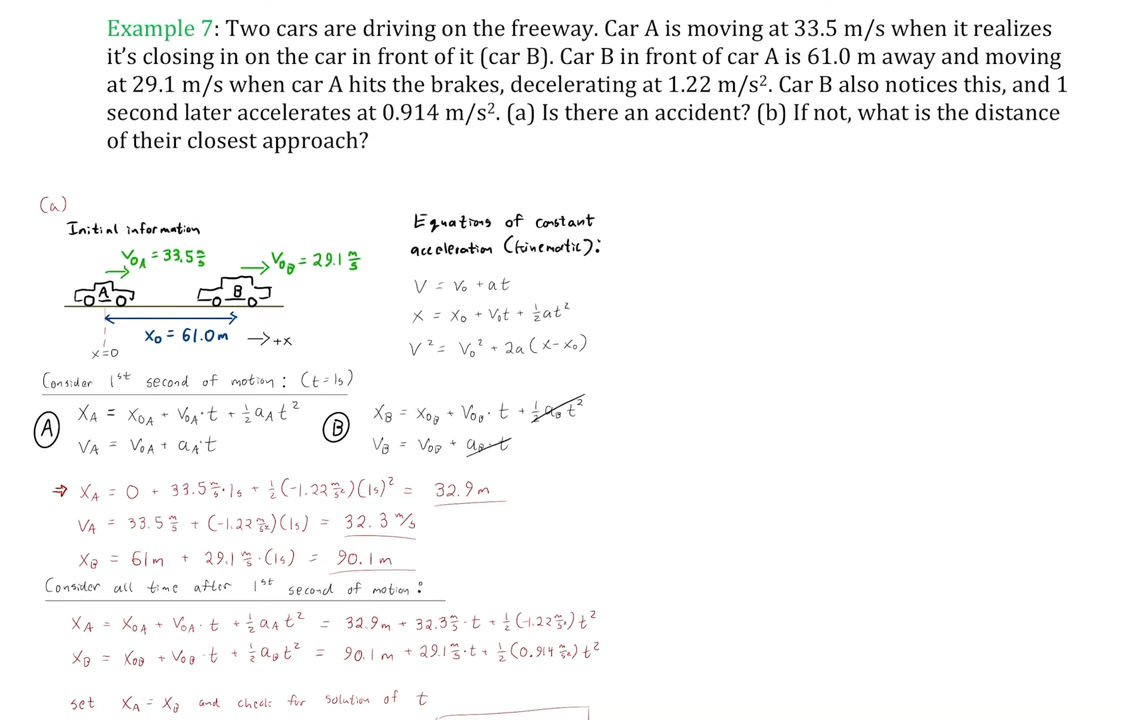 Example 7: Two cars are driving on the freeway. Car A is moving at 33.5 m/s when it realizes
it's closing in on the car in front of it (car B). Car B in front of car A is 61.0 m away and moving
at 29.1 m/s when car A hits the brakes, decelerating at 1.22 m/s². Car B also notices this, and 1
second later accelerates at 0.914 m/s². (a) Is there an accident? (b) If not, what is the distance
of their closest approach?
(a)
Initial information
V₀A = 33.5 m/s
V₀B = 29.1 m/s
A
B
x₀ = 61.0 m → +x
x=0
Equations of constant
acceleration (kinematic):
V = V₀ + at
x = x₀ + V₀t + ½at²
V² = V₀² + 2a(x-x₀)
Consider 1st second of motion: (t=1s)
A
XA = X₀A + V₀A·t + ½aAt²
VA = V₀A + aA·t
B
XB = X₀B + V₀B·t + ½aBt²
VB = V₀B + aB·t
⇒ XA = 0 + 33.5 m/s·1s + ½(-1.22 m/s²)(1s)² = 32.9 m
VA = 33.5 m/s + (-1.22 m/s²)(1s) = 32.3 m/s
XB = 61m + 29.1 m/s·(1s) = 90.1 m
Consider all time after 1st second of motion:
XA = X₀A + V₀A·t + ½aAt² = 32.9m + 32.3 m/s·t + ½(-1.22 m/s²)t²
XB = X₀B + V₀B·t + ½aBt² = 90.1m + 29.1 m/s·t + ½(0.914 m/s²)t²
set XA = XB and check for solution of t